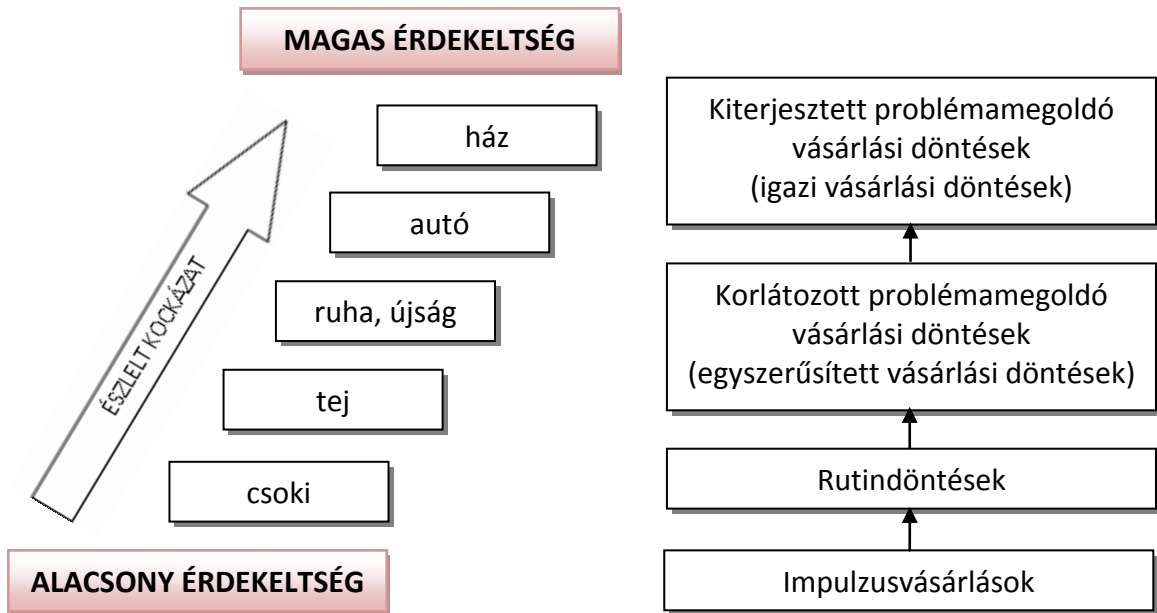 MAGAS ÉRDEKELTSÉG
ház
autó
ruha, újság
tej
csoki
ÉSZLELT KOCKÁZAT
ALACSONY ÉRDEKELTSÉG
Kiterjesztett problémamegoldó
vásárlási döntések
(igazi vásárlási döntések)
Korlátozott problémamegoldó
vásárlási döntések
(egyszerűsített vásárlási döntések)
Rutindöntések
Impulzusvásárlások